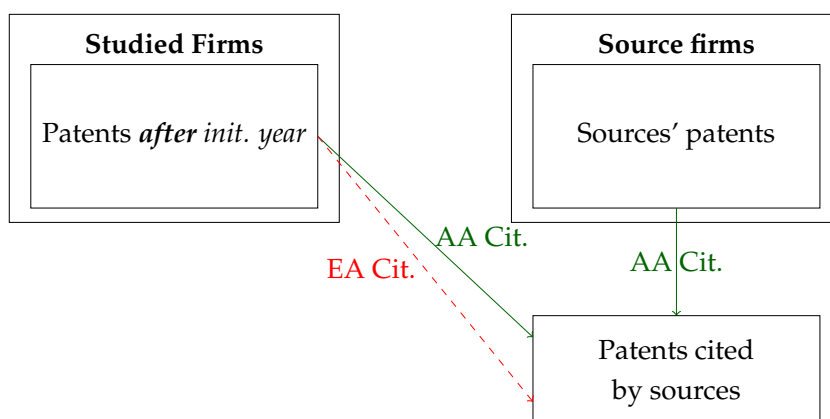 Studied Firms
Patents after init. year
Source firms
Sources’ patents
AA Cit.
EA Cit.
AA Cit.
Patents cited
by sources